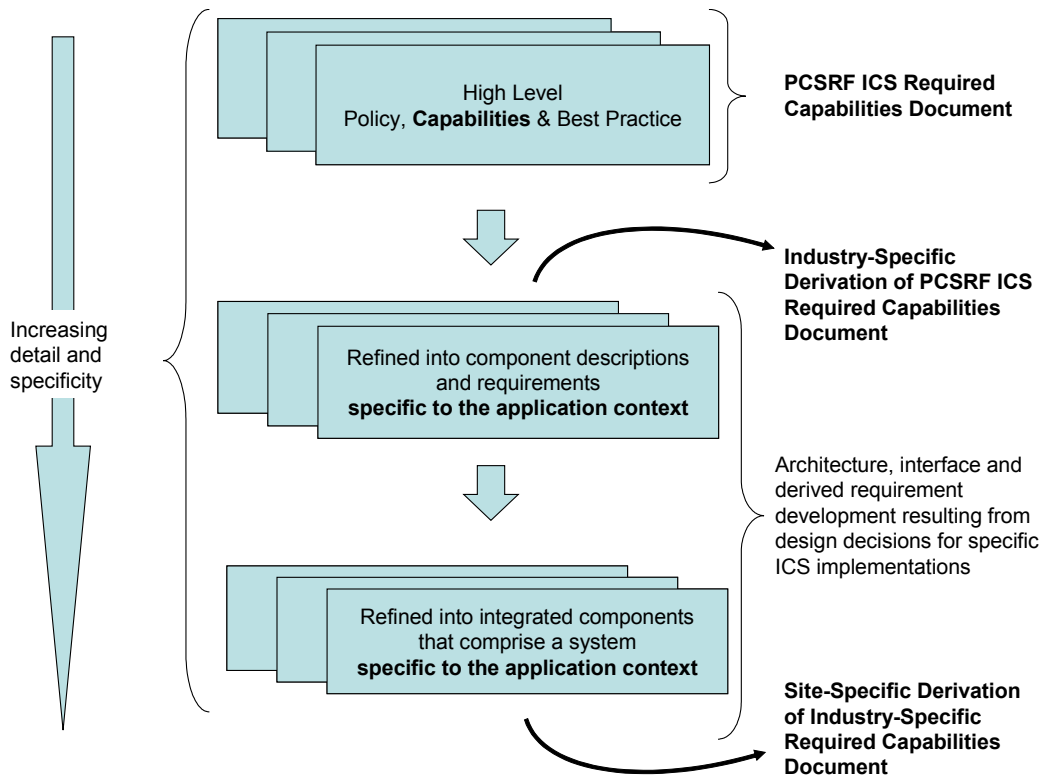 High Level
Policy, Capabilities & Best Practice
PCSRF ICS Required
Capabilities Document
Industry-Specific
Derivation of PCSRF ICS
Required Capabilities
Document
Increasing
detail and
specificity
Refined into component descriptions
and requirements
specific to the application context
Architecture, interface and
derived requirement
development resulting from
design decisions for specific
ICS implementations
Refined into integrated components
that comprise a system
specific to the application context
Site-Specific Derivation
of Industry-Specific
Required Capabilities
Document